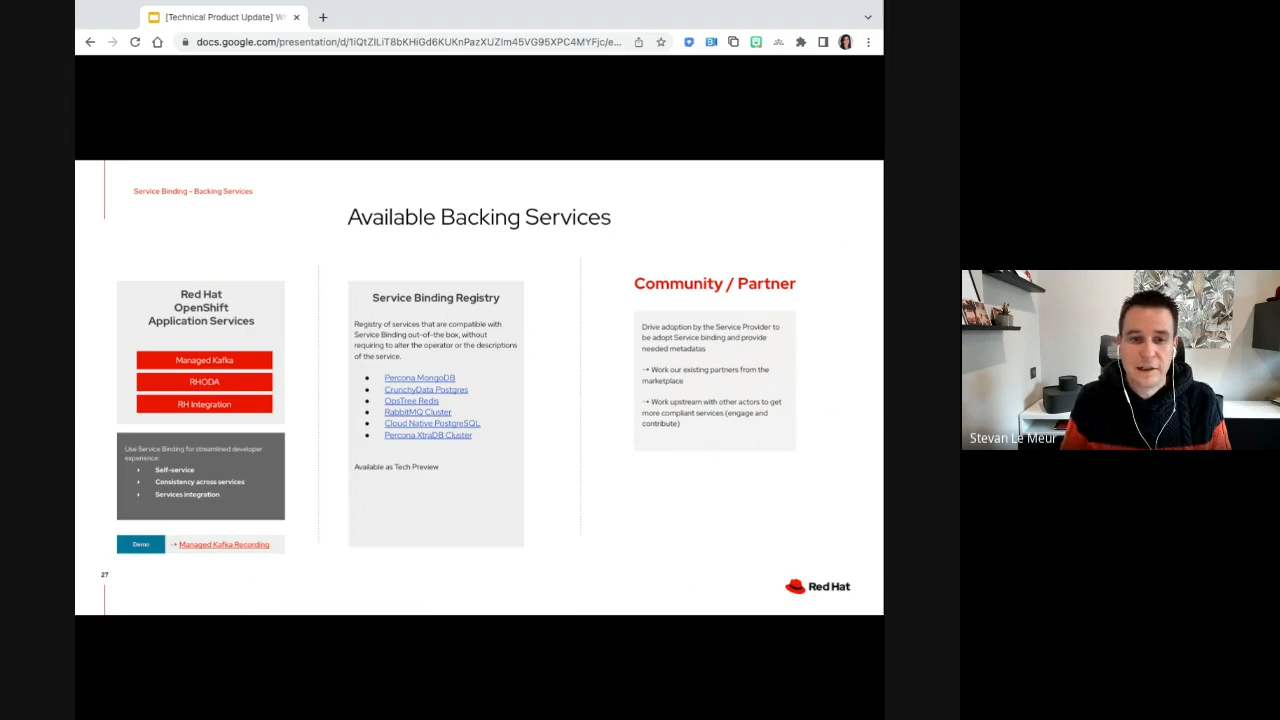 [Technical Product Update] W
docs.google.com/presentation/d/1iQtZILiT8bKHiGd6KUKnPazXUZIm45VG95XPC4MYFjc/e...
Service Binding - Backing Services
Available Backing Services
Red Hat
OpenShift
Application Services
Managed Kafka
RHODA
RH Integration
Use Service Binding for streamlined developer
experience:
Self-service
Consistency across services
Services integration
Demo
→ Managed Kafka Recording
Service Binding Registry
Registry of services that are compatible with
Service Binding out-of-the box, without
requiring to alter the operator or the descriptions
of the service.
● Percona MongoDB
● CrunchyData Postgres
● OpsTree Redis
● RabbitMQ Cluster
● Cloud Native PostgreSQL
● Percona XtraDB Cluster
Available as Tech Preview
Community / Partner
Drive adoption by the Service Provider to
be adopt Service binding and provide
needed metadatas
→ Work our existing partners from the
marketplace
→ Work upstream with other actors to get
more compliant services (engage and
contribute)
27
Red Hat
Stevan Le Meur